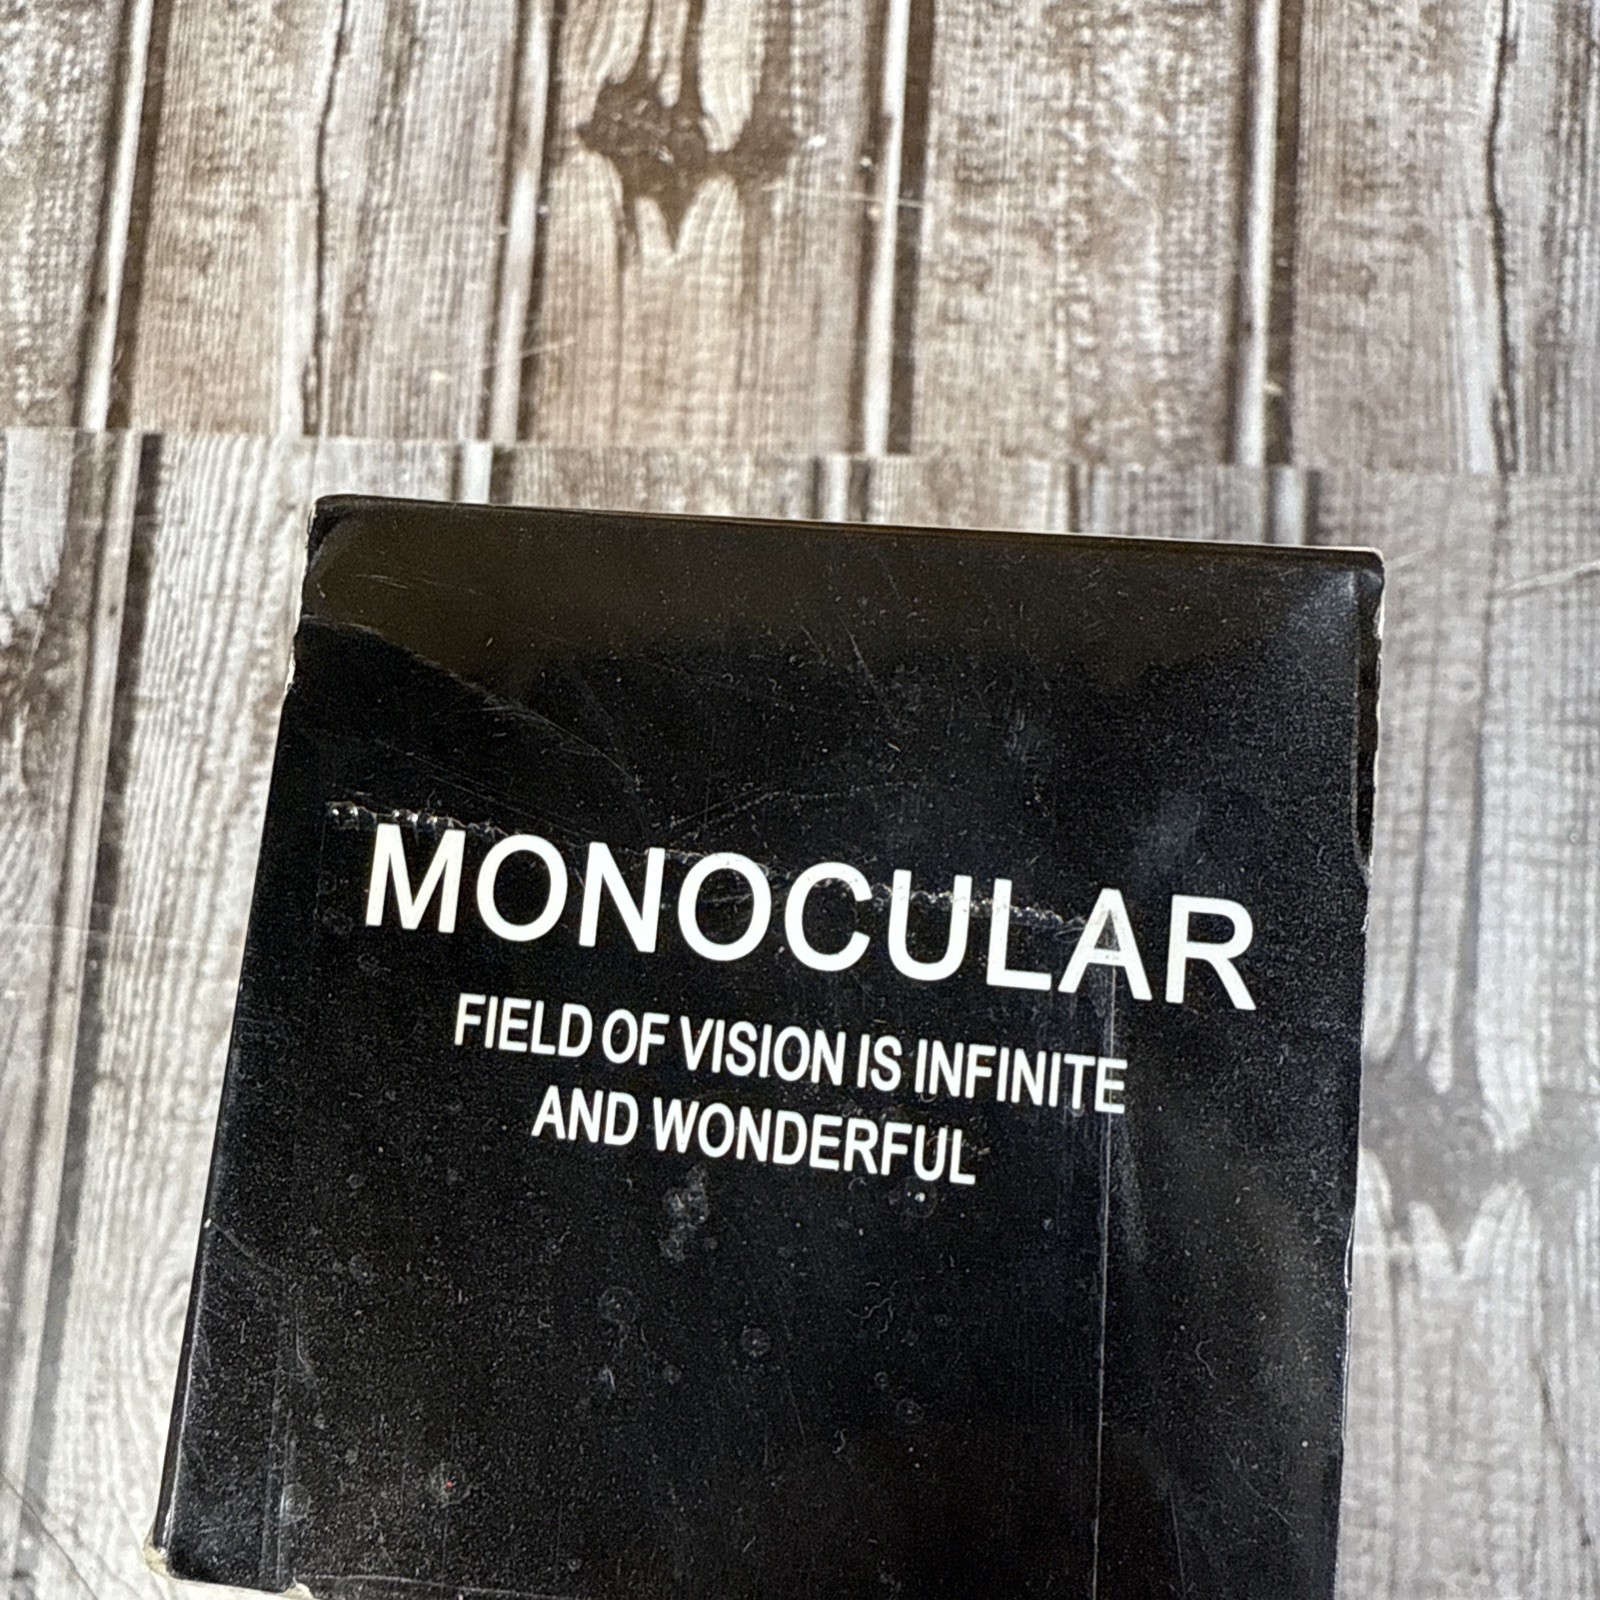 MONOCULAR
FIELD OF VISION IS INFINITE
AND WONDERFUL